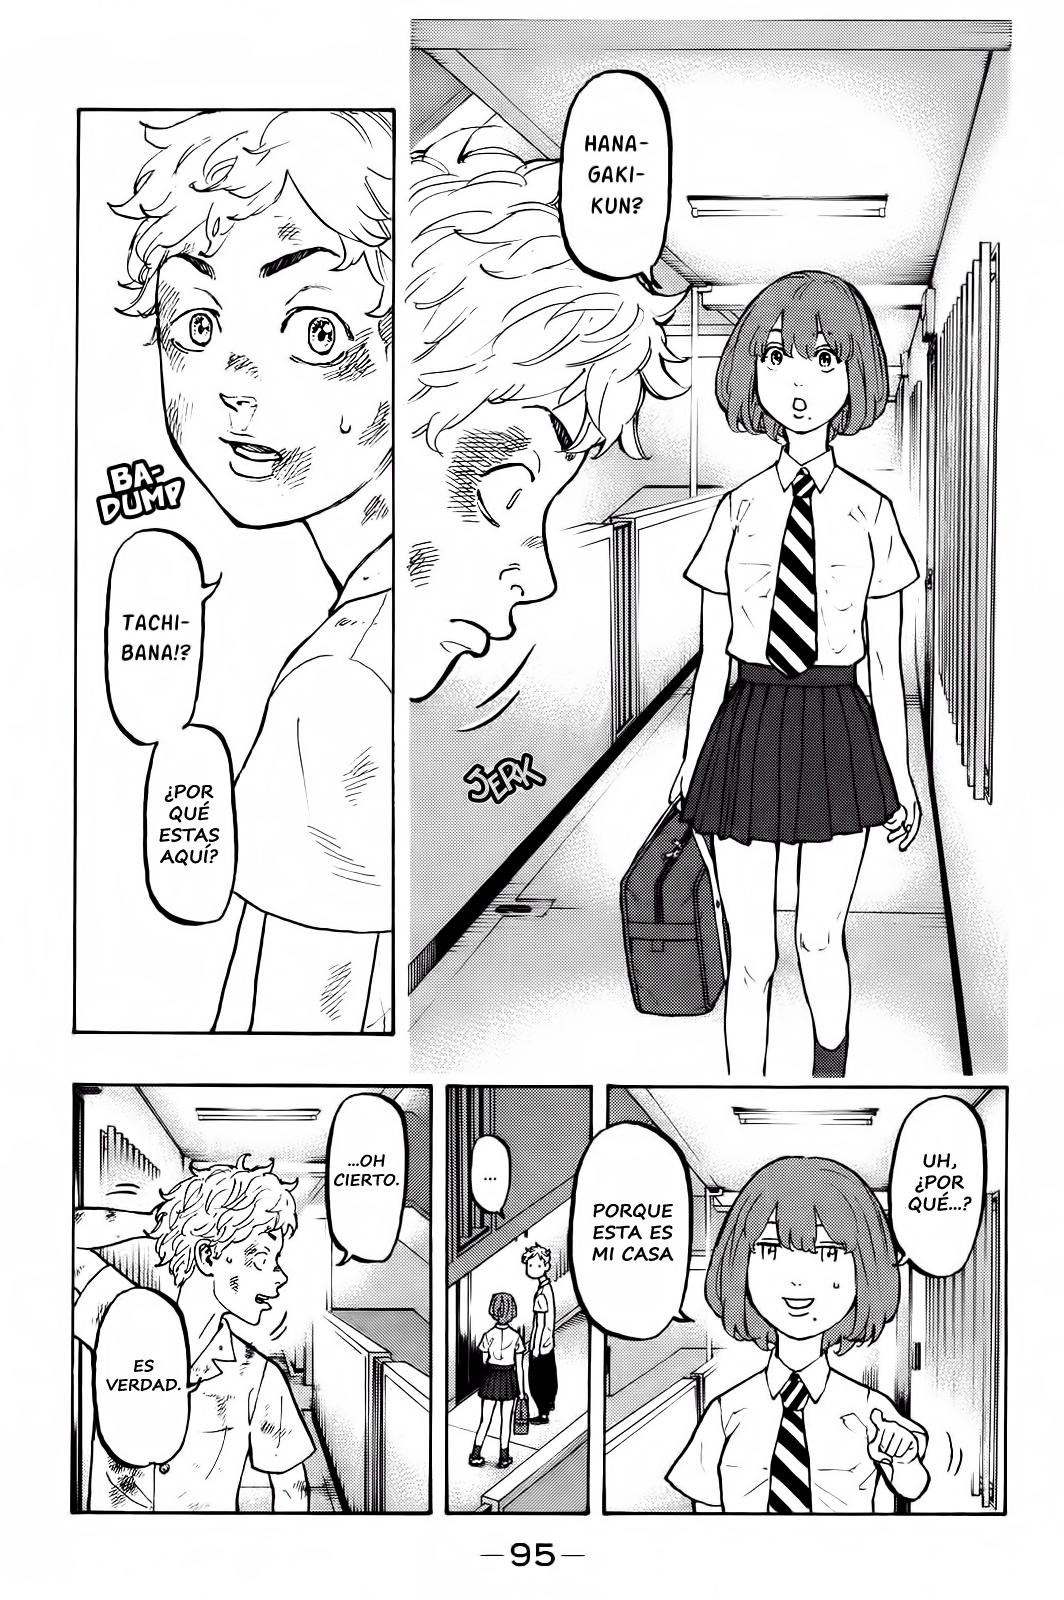 HANA-
GAKI-
KUN?
JERK
BA-
DUMP
TACHI-
BANA!?
¿POR
QUÉ
ESTAS
AQUÍ?
UH,
¿POR
QUÉ...?
PORQUE
ESTA ES
MI CASA
...
...OH
CIERTO.
ES
VERDAD.
—95—